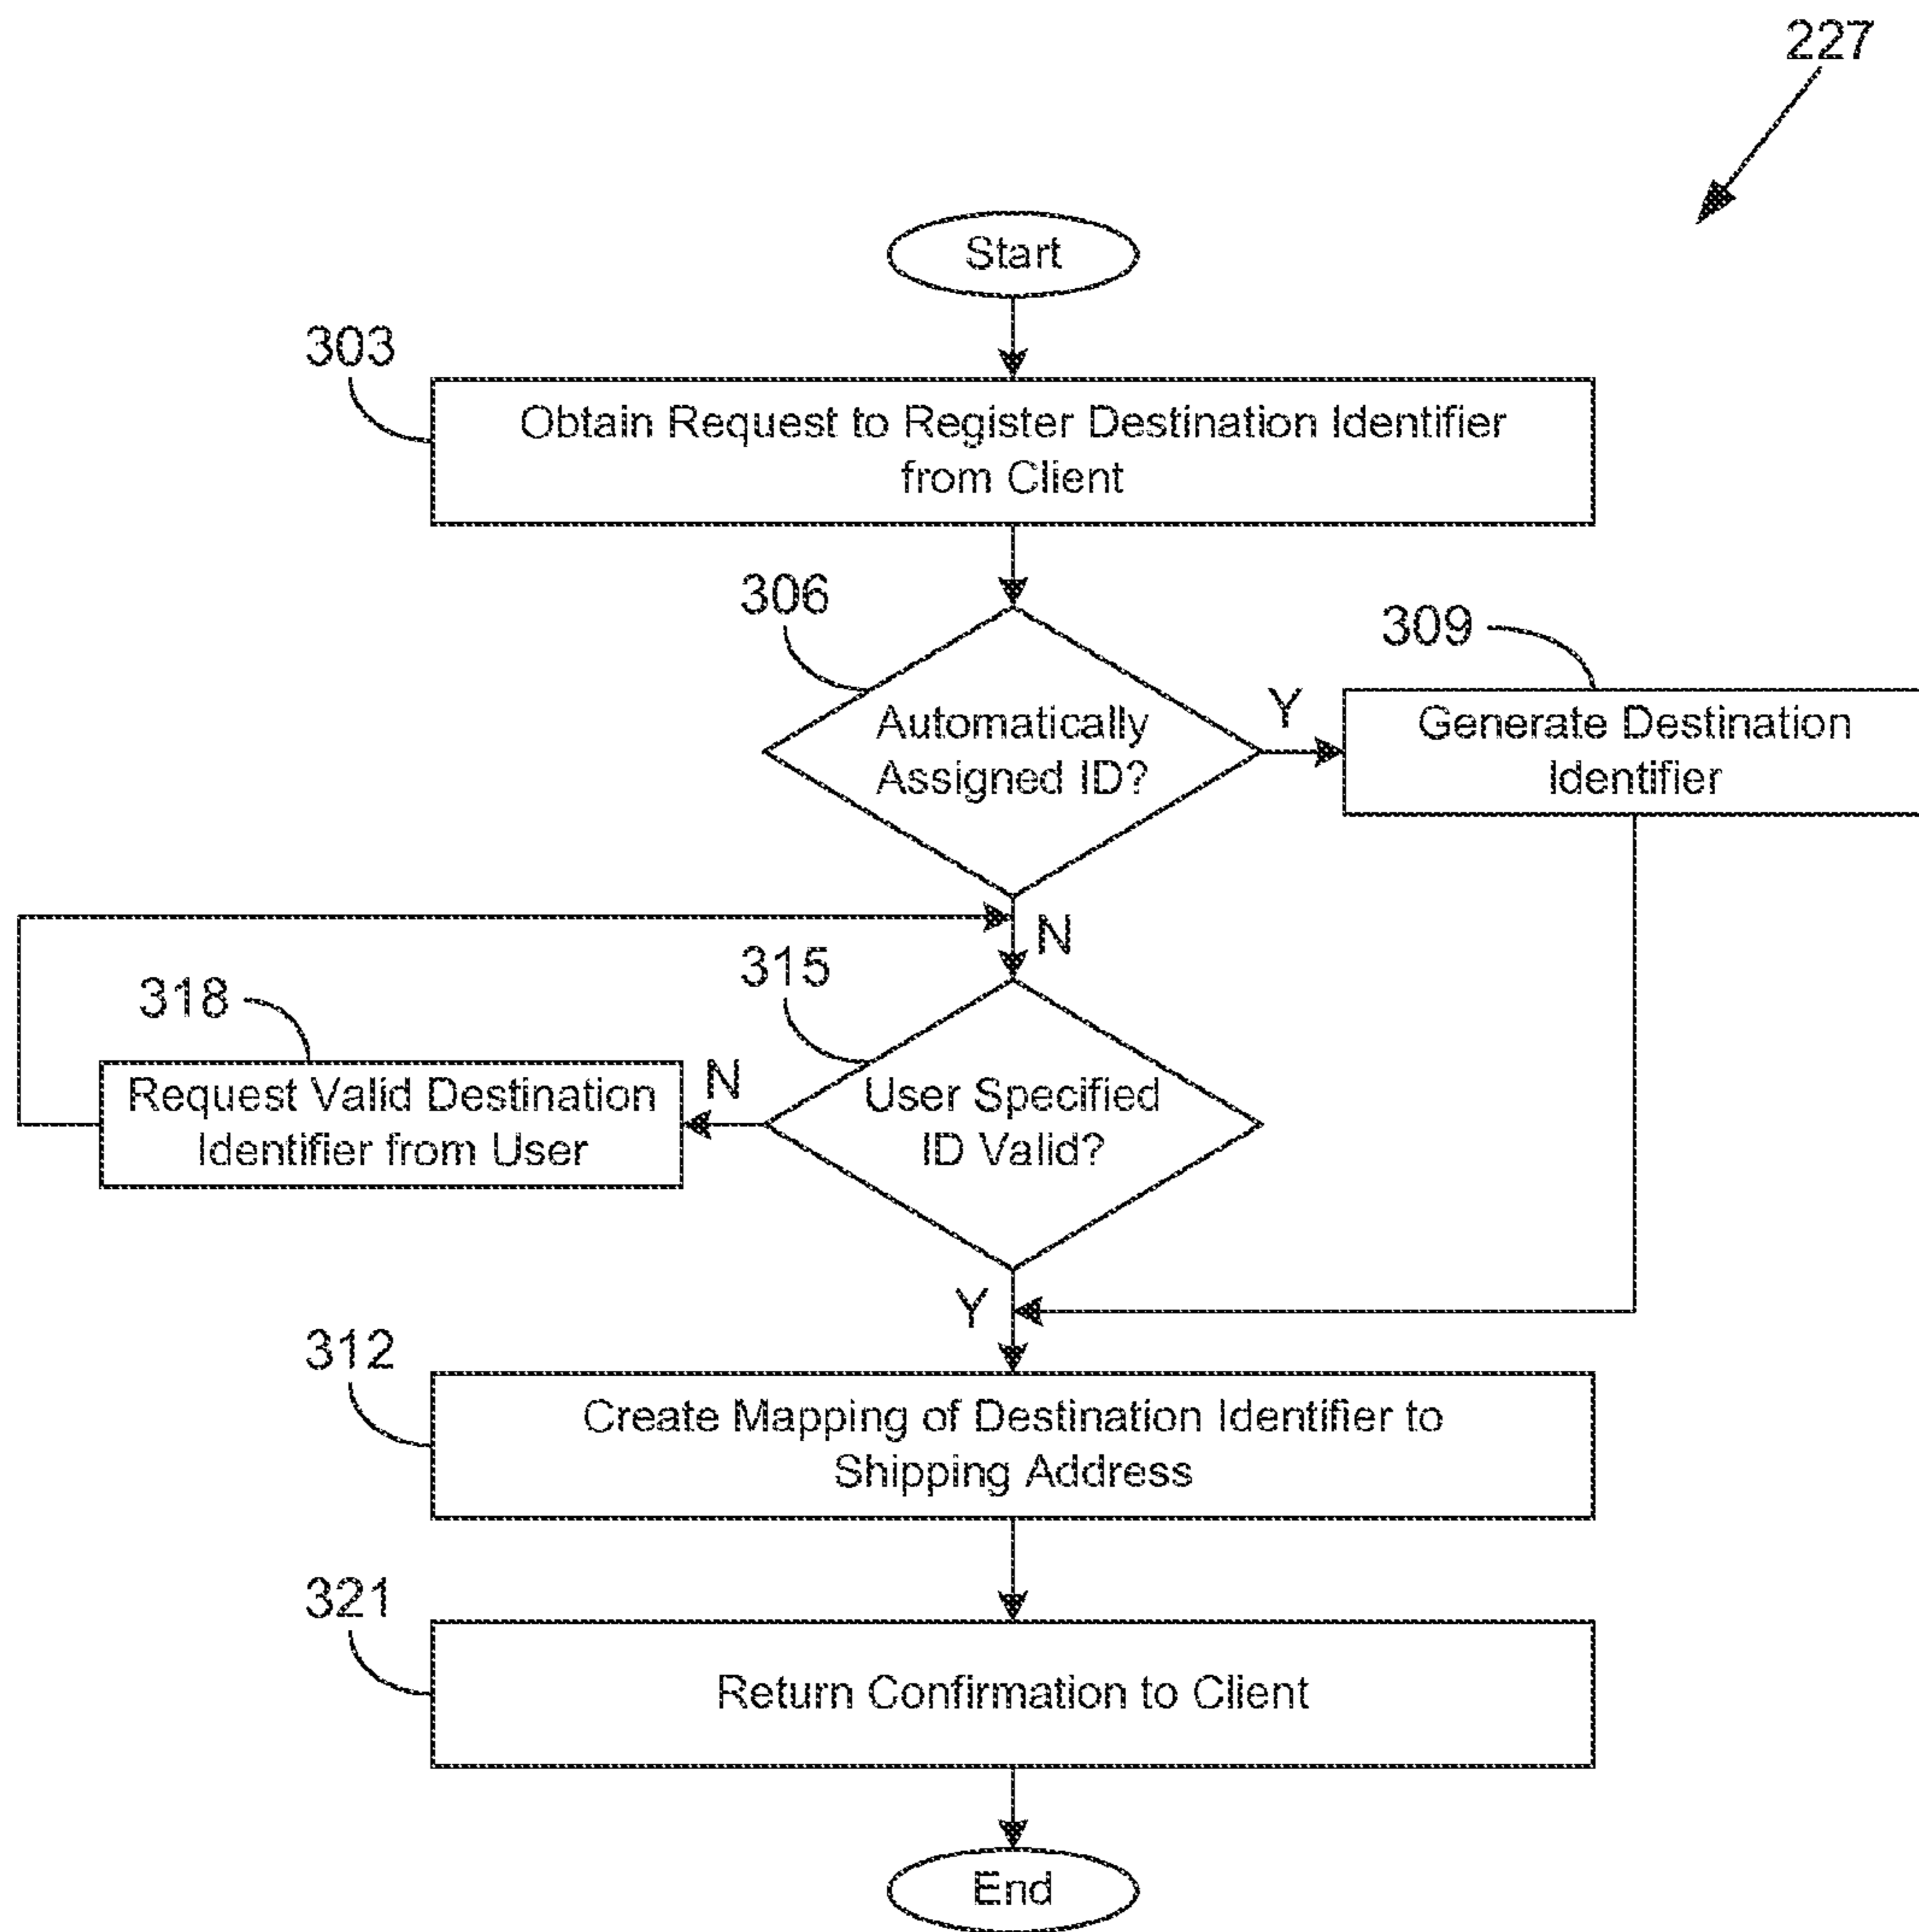 227
Start
303
Obtain Request to Register Destination Identifier
from Client
306
309
Automatically
Assigned ID?
Y
Generate Destination
Identifier
N
315
318
Request Valid Destination
Identifier from User
N
User Specified
ID Valid?
Y
312
Create Mapping of Destination Identifier to
Shipping Address
321
Return Confirmation to Client
End